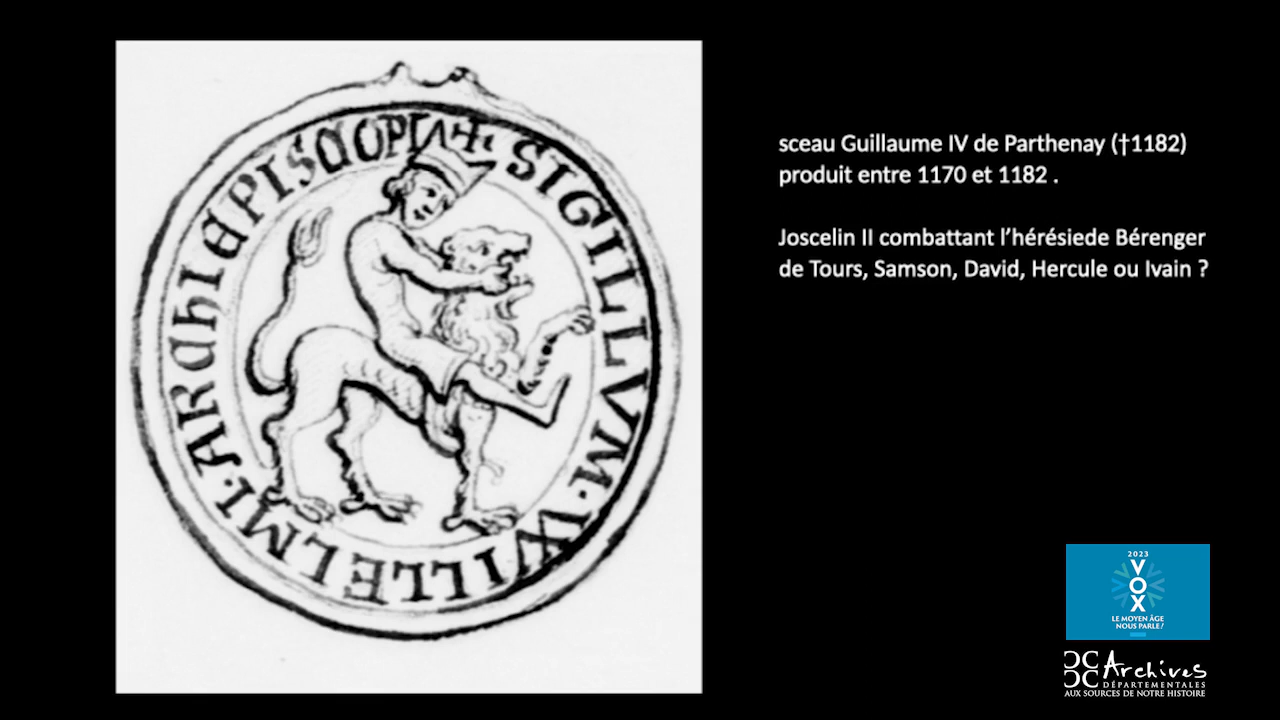 ✠ SIGILLVM · WILLELMI · ARCHIEPISCOPI
sceau Guillaume IV de Parthenay (†1182)
produit entre 1170 et 1182 .
Joscelin II combattant l’hérésiede Bérenger
de Tours, Samson, David, Hercule ou Ivain ?
2023
VOX
LE MOYEN ÂGE
NOUS PARLE !
Archives
DÉPARTEMENTALES
AUX SOURCES DE NOTRE HISTOIRE